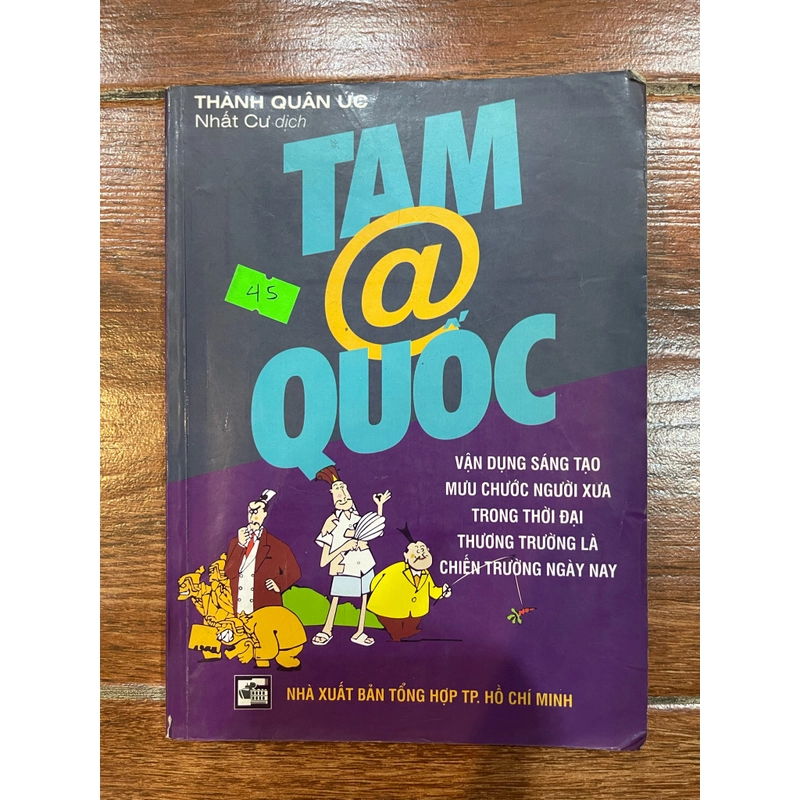 THÀNH QUÂN ỨC
Nhất Cư dịch
TAM
@
QUỐC
45
VẬN DỤNG SÁNG TẠO
MƯU CHƯỚC NGƯỜI XƯA
TRONG THỜI ĐẠI
THƯƠNG TRƯỜNG LÀ
CHIẾN TRƯỜNG NGÀY NAY
NHÀ XUẤT BẢN TỔNG HỢP TP. HỒ CHÍ MINH